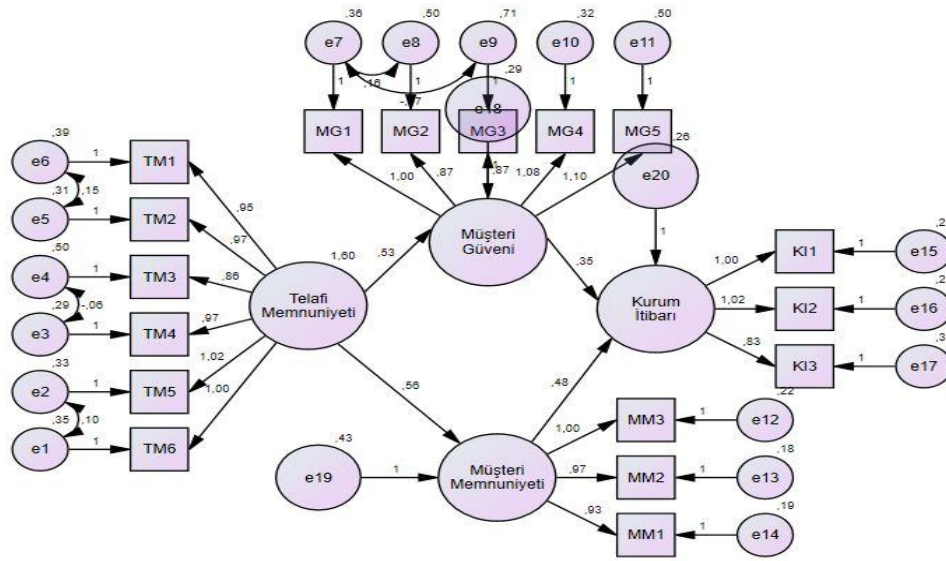 ,36 ,50 ,71 ,32 ,50
e7 e8 e9 e10 e11
,16
1 1 1 1 1
,29
e18
MG1 MG2 MG3 MG4 MG5
,26
e20
1,00 ,87 ,87 1,08 1,10
,39
e6 1 TM1
,31 ,15
e5 1 TM2
,50
e4 1 TM3
,29 -,06
e3 1 TM4
,33
e2 1 TM5
,35 ,10
e1 1 TM6
,95
,97
,86
,97
1,02
1,00
1,60
Telafi
Memnuniyeti
,53
Müşteri
Güveni
,35
1
Kurum
İtibarı
1,00 KI1 1 e15
1,02 KI2 1 e16
,83 KI3 1 e17
,56
,48
,43
e19 1
Müşteri
Memnuniyeti
,22
1,00 MM3 1 e12
,18
,97 MM2 1 e13
,19
,93 MM1 1 e14